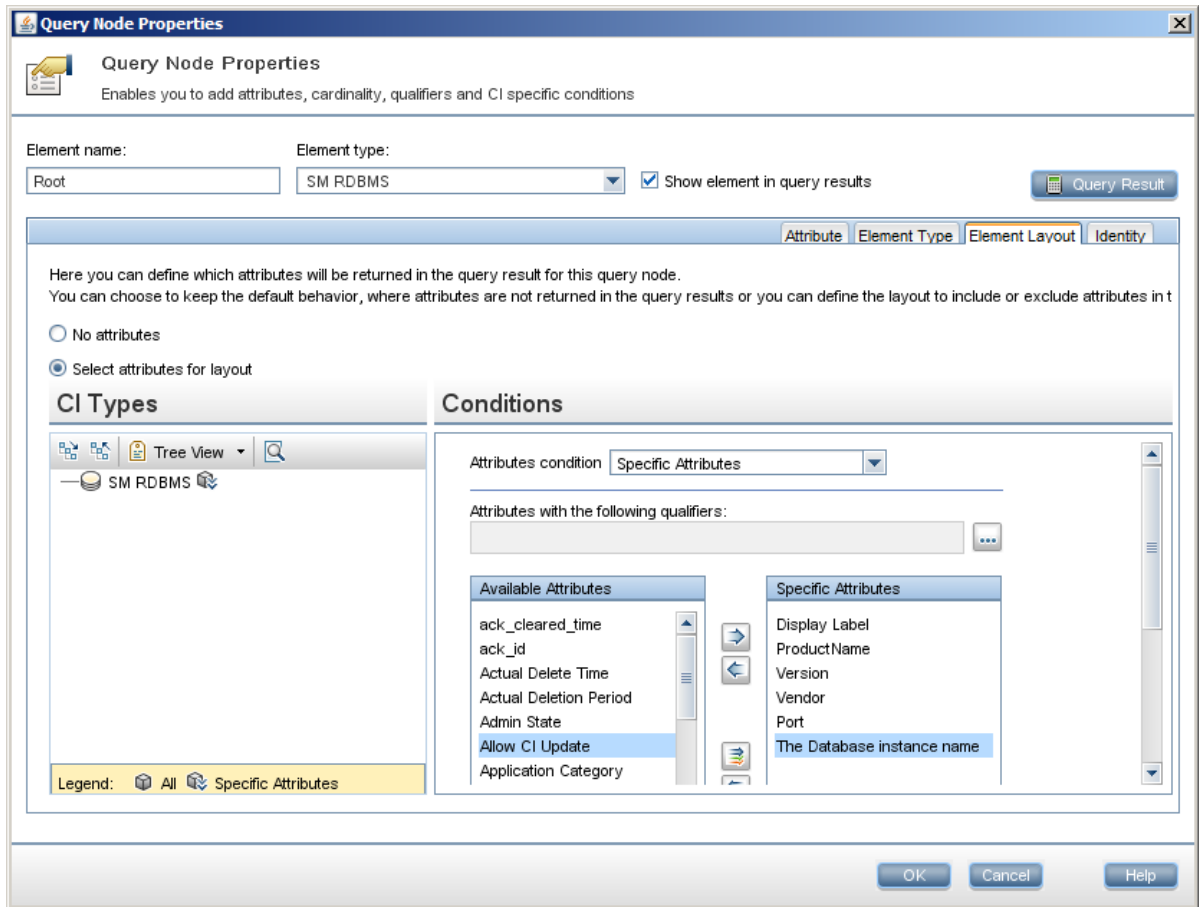 Query Node Properties
Query Node Properties
Enables you to add attributes, cardinality, qualifiers and CI specific conditions
Element name:
Element type:
Root
SM RDBMS
Show element in query results
Query Result
Attribute
Element Type
Element Layout
Identity
Here you can define which attributes will be returned in the query result for this query node.
You can choose to keep the default behavior, where attributes are not returned in the query results or you can define the layout to include or exclude attributes in t
No attributes
Select attributes for layout
CI Types
Conditions
Tree View
SM RDBMS
Attributes condition
Specific Attributes
Attributes with the following qualifiers:
...
Available Attributes
ack_cleared_time
ack_id
Actual Delete Time
Actual Deletion Period
Admin State
Allow CI Update
Application Category
Specific Attributes
Display Label
ProductName
Version
Vendor
Port
The Database instance name
Legend:
All
Specific Attributes
OK
Cancel
Help